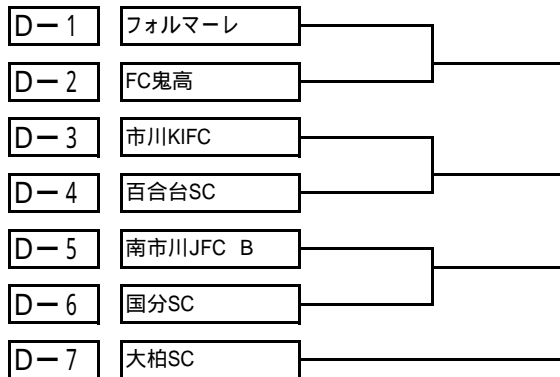 D－1 フォルマーレ
D－2 FC鬼高
D－3 市川KIFC
D－4 百合台SC
D－5 南市川JFC B
D－6 国分SC
D－7 大柏SC